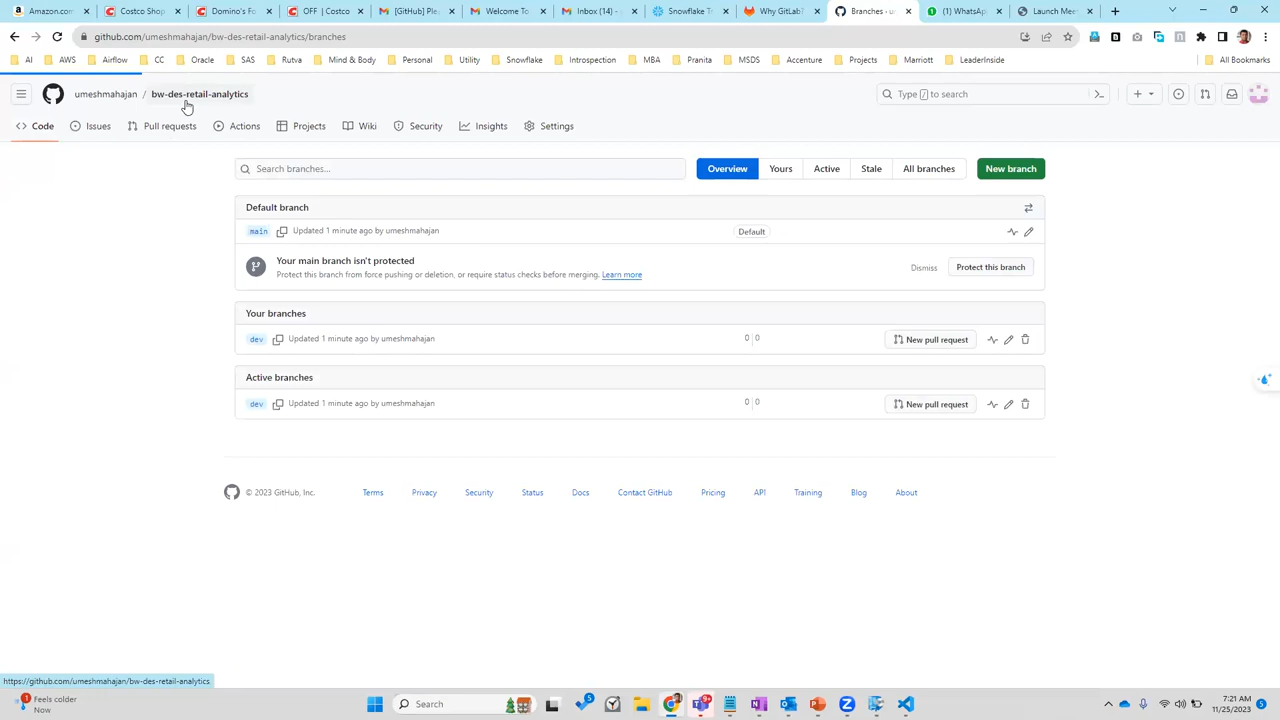 Amazon.com
Costco Shop
Domino's Fo
OFF | Costco
[GitHub] Ple
Welcome To
Inbox (14) -
Snowflake Tr
Why GitLab?
Branches · u
(1) WhatsAp
Launch Mee
github.com/umeshmahajan/bw-des-retail-analytics/branches
AI
AWS
Airflow
CC
Oracle
SAS
Rutva
Mind & Body
Personal
Utility
Snowflake
Introspection
MBA
Pranita
MSDS
Accenture
Projects
Marriott
LeaderInside
All Bookmarks
umeshmahajan / bw-des-retail-analytics
Type / to search
Code
Issues
Pull requests
Actions
Projects
Wiki
Security
Insights
Settings
Search branches...
Overview
Yours
Active
Stale
All branches
New branch
Default branch
main Updated 1 minute ago by umeshmahajan Default
Your main branch isn't protected
Protect this branch from force pushing or deletion, or require status checks before merging. Learn more
Dismiss
Protect this branch
Your branches
dev Updated 1 minute ago by umeshmahajan 0 | 0 New pull request
Active branches
dev Updated 1 minute ago by umeshmahajan 0 | 0 New pull request
© 2023 GitHub, Inc. Terms Privacy Security Status Docs Contact GitHub Pricing API Training Blog About
https://github.com/umeshmahajan/bw-des-retail-analytics
1
Feels colder
Now
Search
5
9+
7:21 AM
11/25/2023
5